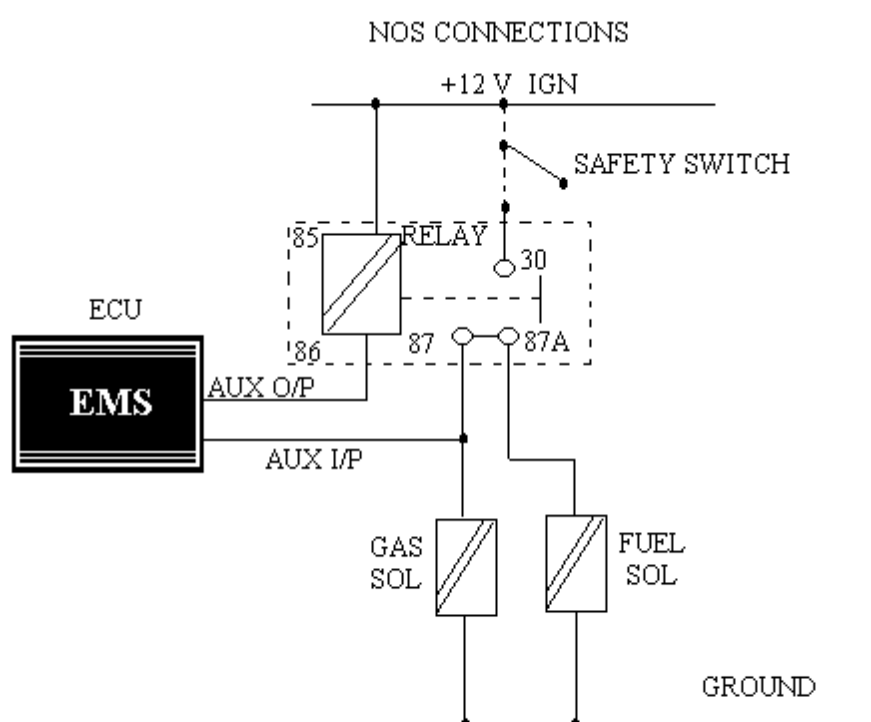 NOS CONNECTIONS
+12 V IGN
SAFETY SWITCH
85
RELAY
30
ECU
86
87
87A
EMS
AUX O/P
AUX I/P
GAS
SOL
FUEL
SOL
GROUND